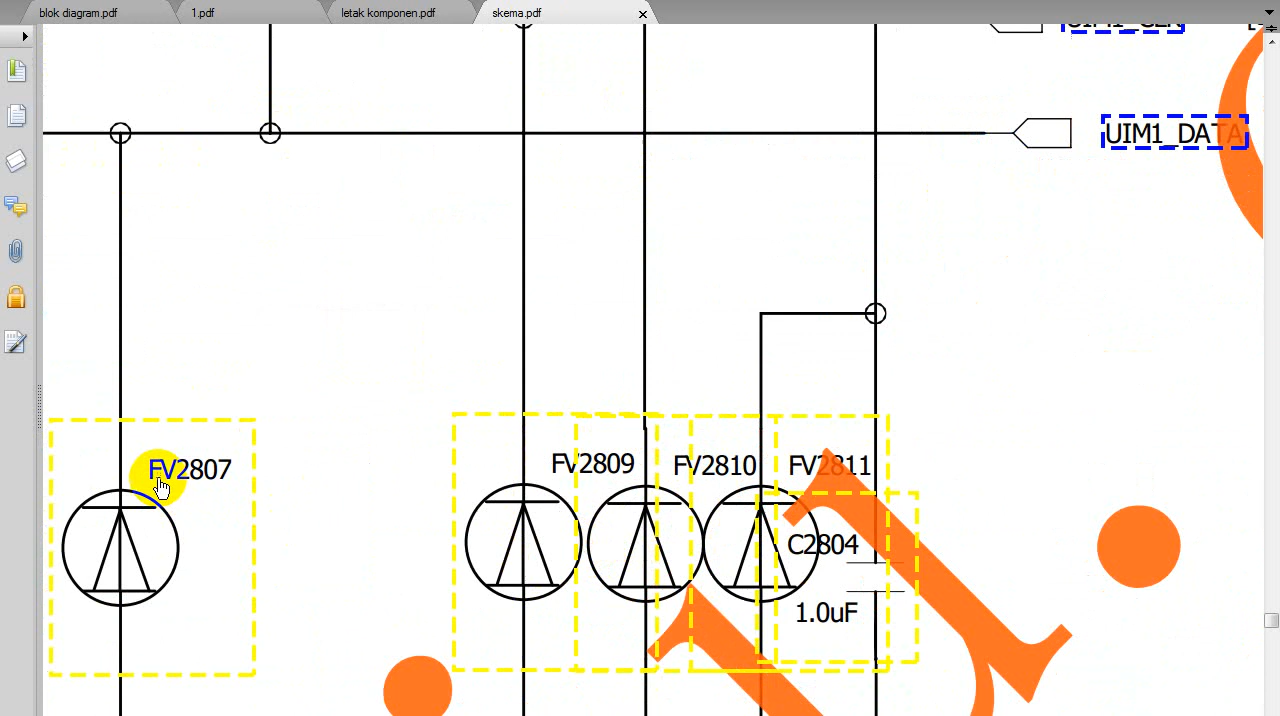 blok diagram.pdf
1.pdf
letak komponen.pdf
skema.pdf
UIM1_DATA
FV2807
FV2809
FV2810
FV2811
C2804
1.0uF